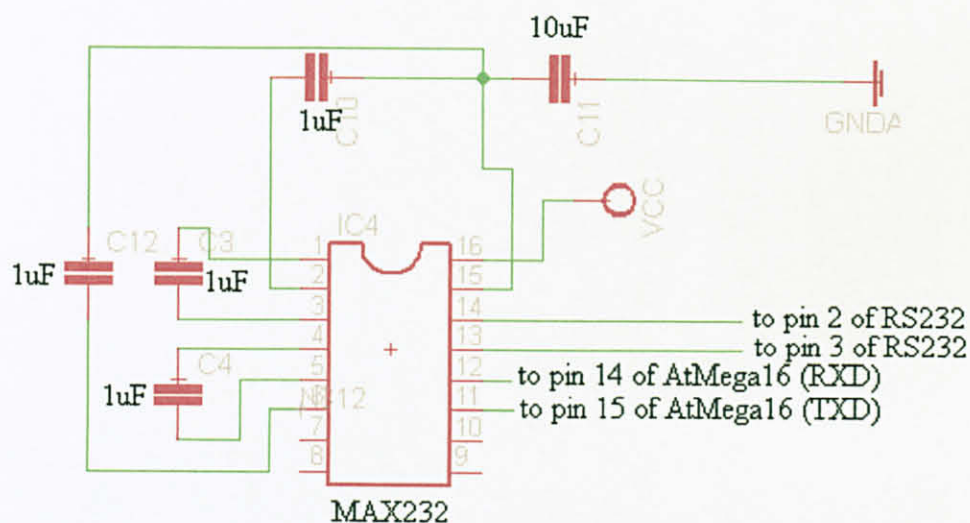 10uF
1uF
C10
C11
GNDA
VCC
IC4
C12
C3
1uF
1uF
1
16
2
15
3
14
to pin 2 of RS232
4
13
to pin 3 of RS232
C4
1uF
5
12
to pin 14 of AtMega16 (RXD)
6
11
to pin 15 of AtMega16 (TXD)
7
10
8
9
MAX232